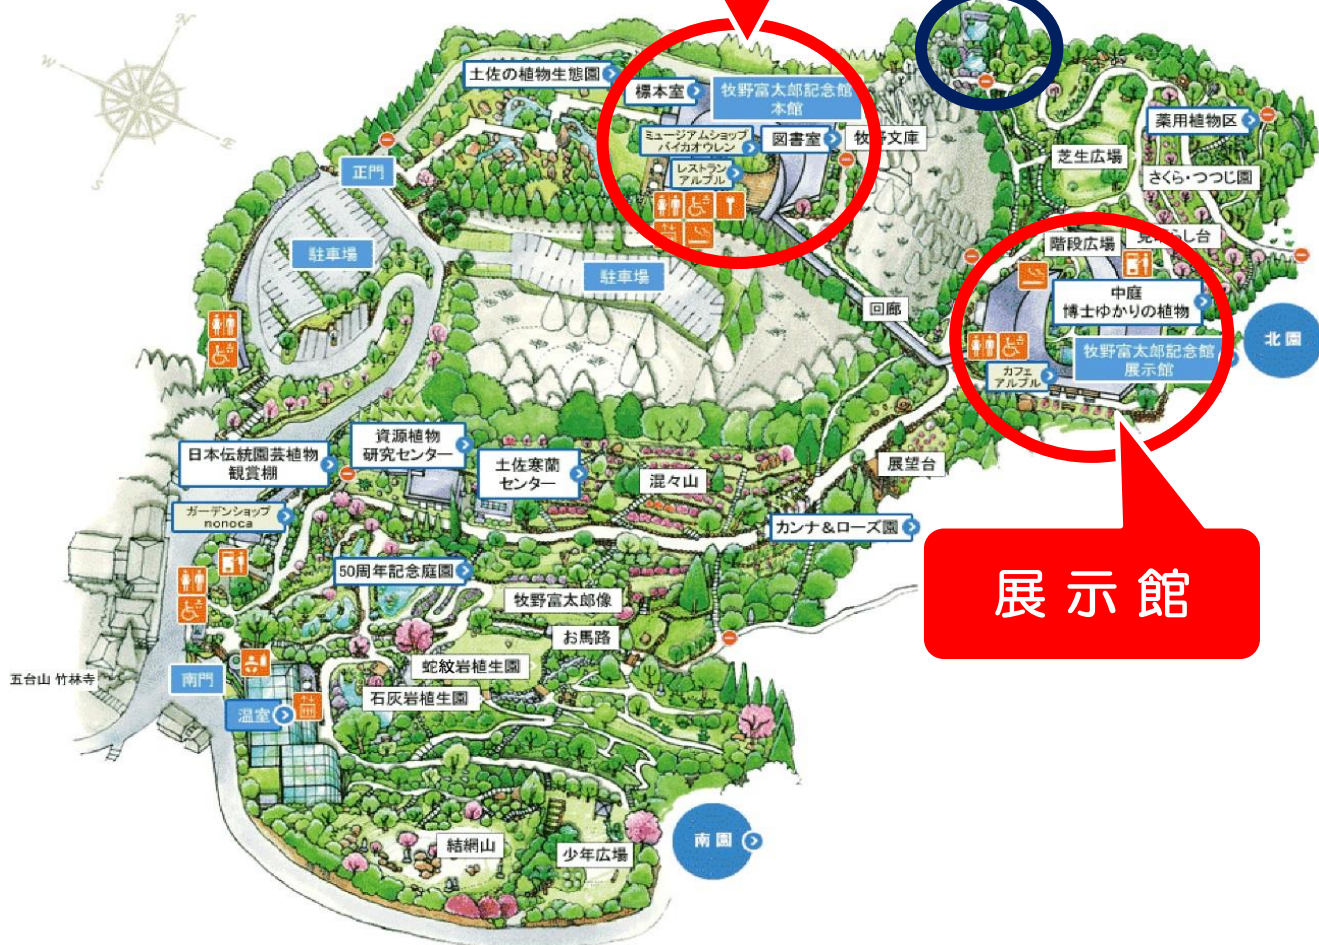 N
W
E
S
土佐の植物生態園
標本室
牧野富太郎記念館
本館
ミュージアムショップ
バイカオウレン
図書室
牧野文庫
レストラン
アルブル
薬用植物区
芝生広場
さくら・つつじ園
正門
駐車場
駐車場
階段広場
見晴らし台
中庭
博士ゆかりの植物
回廊
北園
牧野富太郎記念館
展示館
カフェ
アルブル
資源植物
研究センター
日本伝統園芸植物
観賞棚
土佐寒蘭
センター
混々山
展望台
ガーデンショップ
nonoca
カンナ&ローズ園
50周年記念庭園
展示館
牧野富太郎像
お馬路
蛇紋岩植生園
五台山 竹林寺
南門
石灰岩植生園
温室
結網山
少年広場
南園